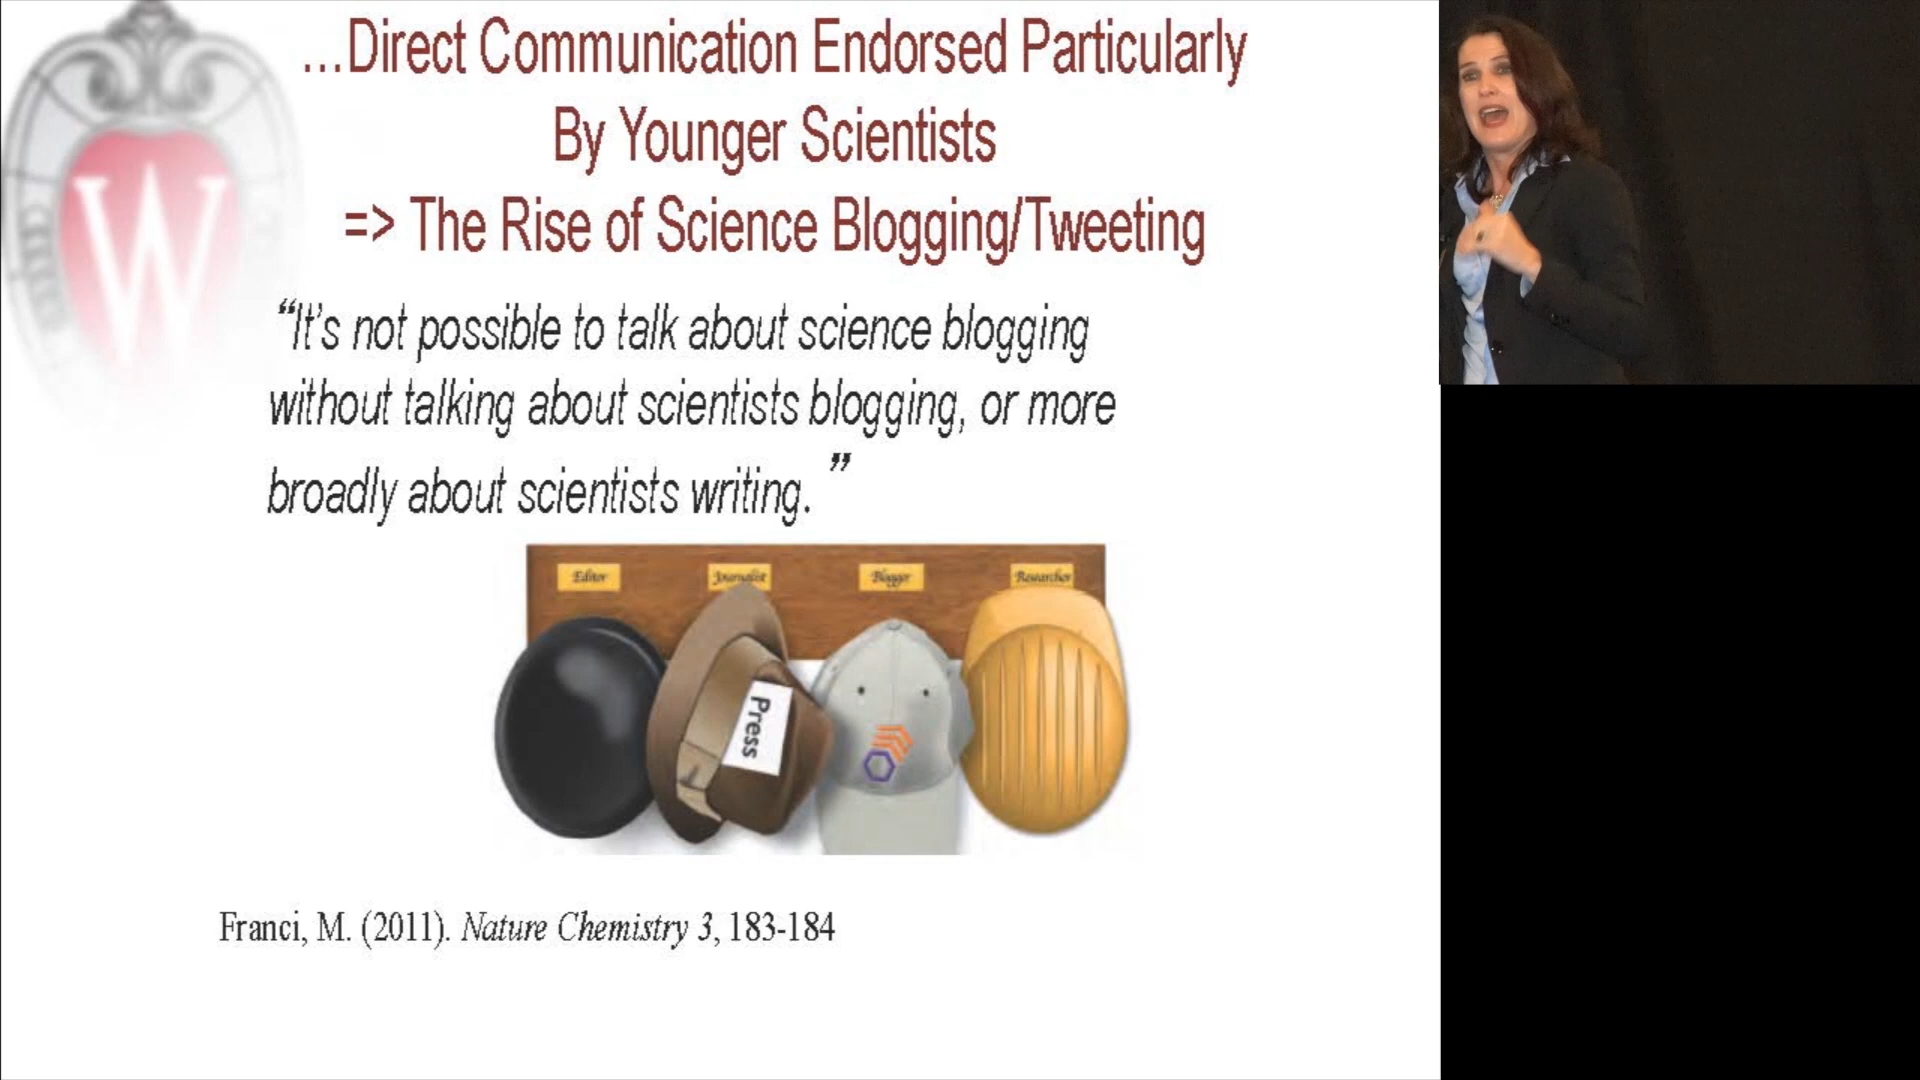 ...Direct Communication Endorsed Particularly
By Younger Scientists
=> The Rise of Science Blogging/Tweeting
“It's not possible to talk about science blogging
without talking about scientists blogging, or more
broadly about scientists writing.”
Editor
Journalist
Blogger
Researcher
Press
W
Franci, M. (2011). Nature Chemistry 3, 183-184